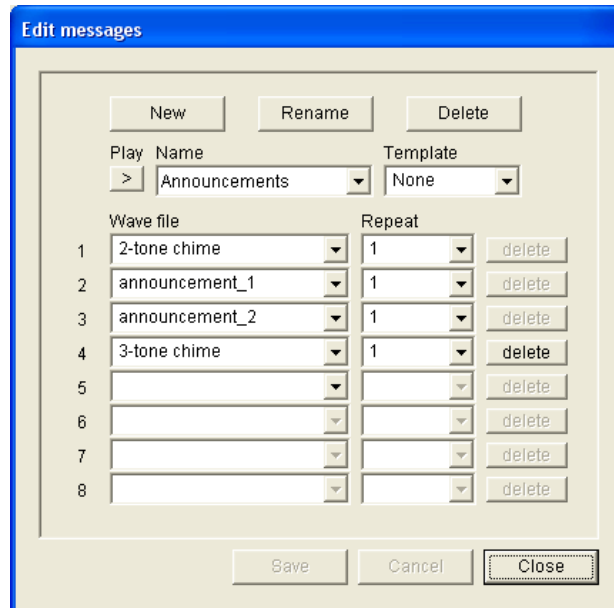 Edit messages
New Rename Delete
Play Name Template
> Announcements None
Wave file Repeat
1 2-tone chime 1 delete
2 announcement_1 1 delete
3 announcement_2 1 delete
4 3-tone chime 1 delete
5 delete
6 delete
7 delete
8 delete
Save Cancel Close